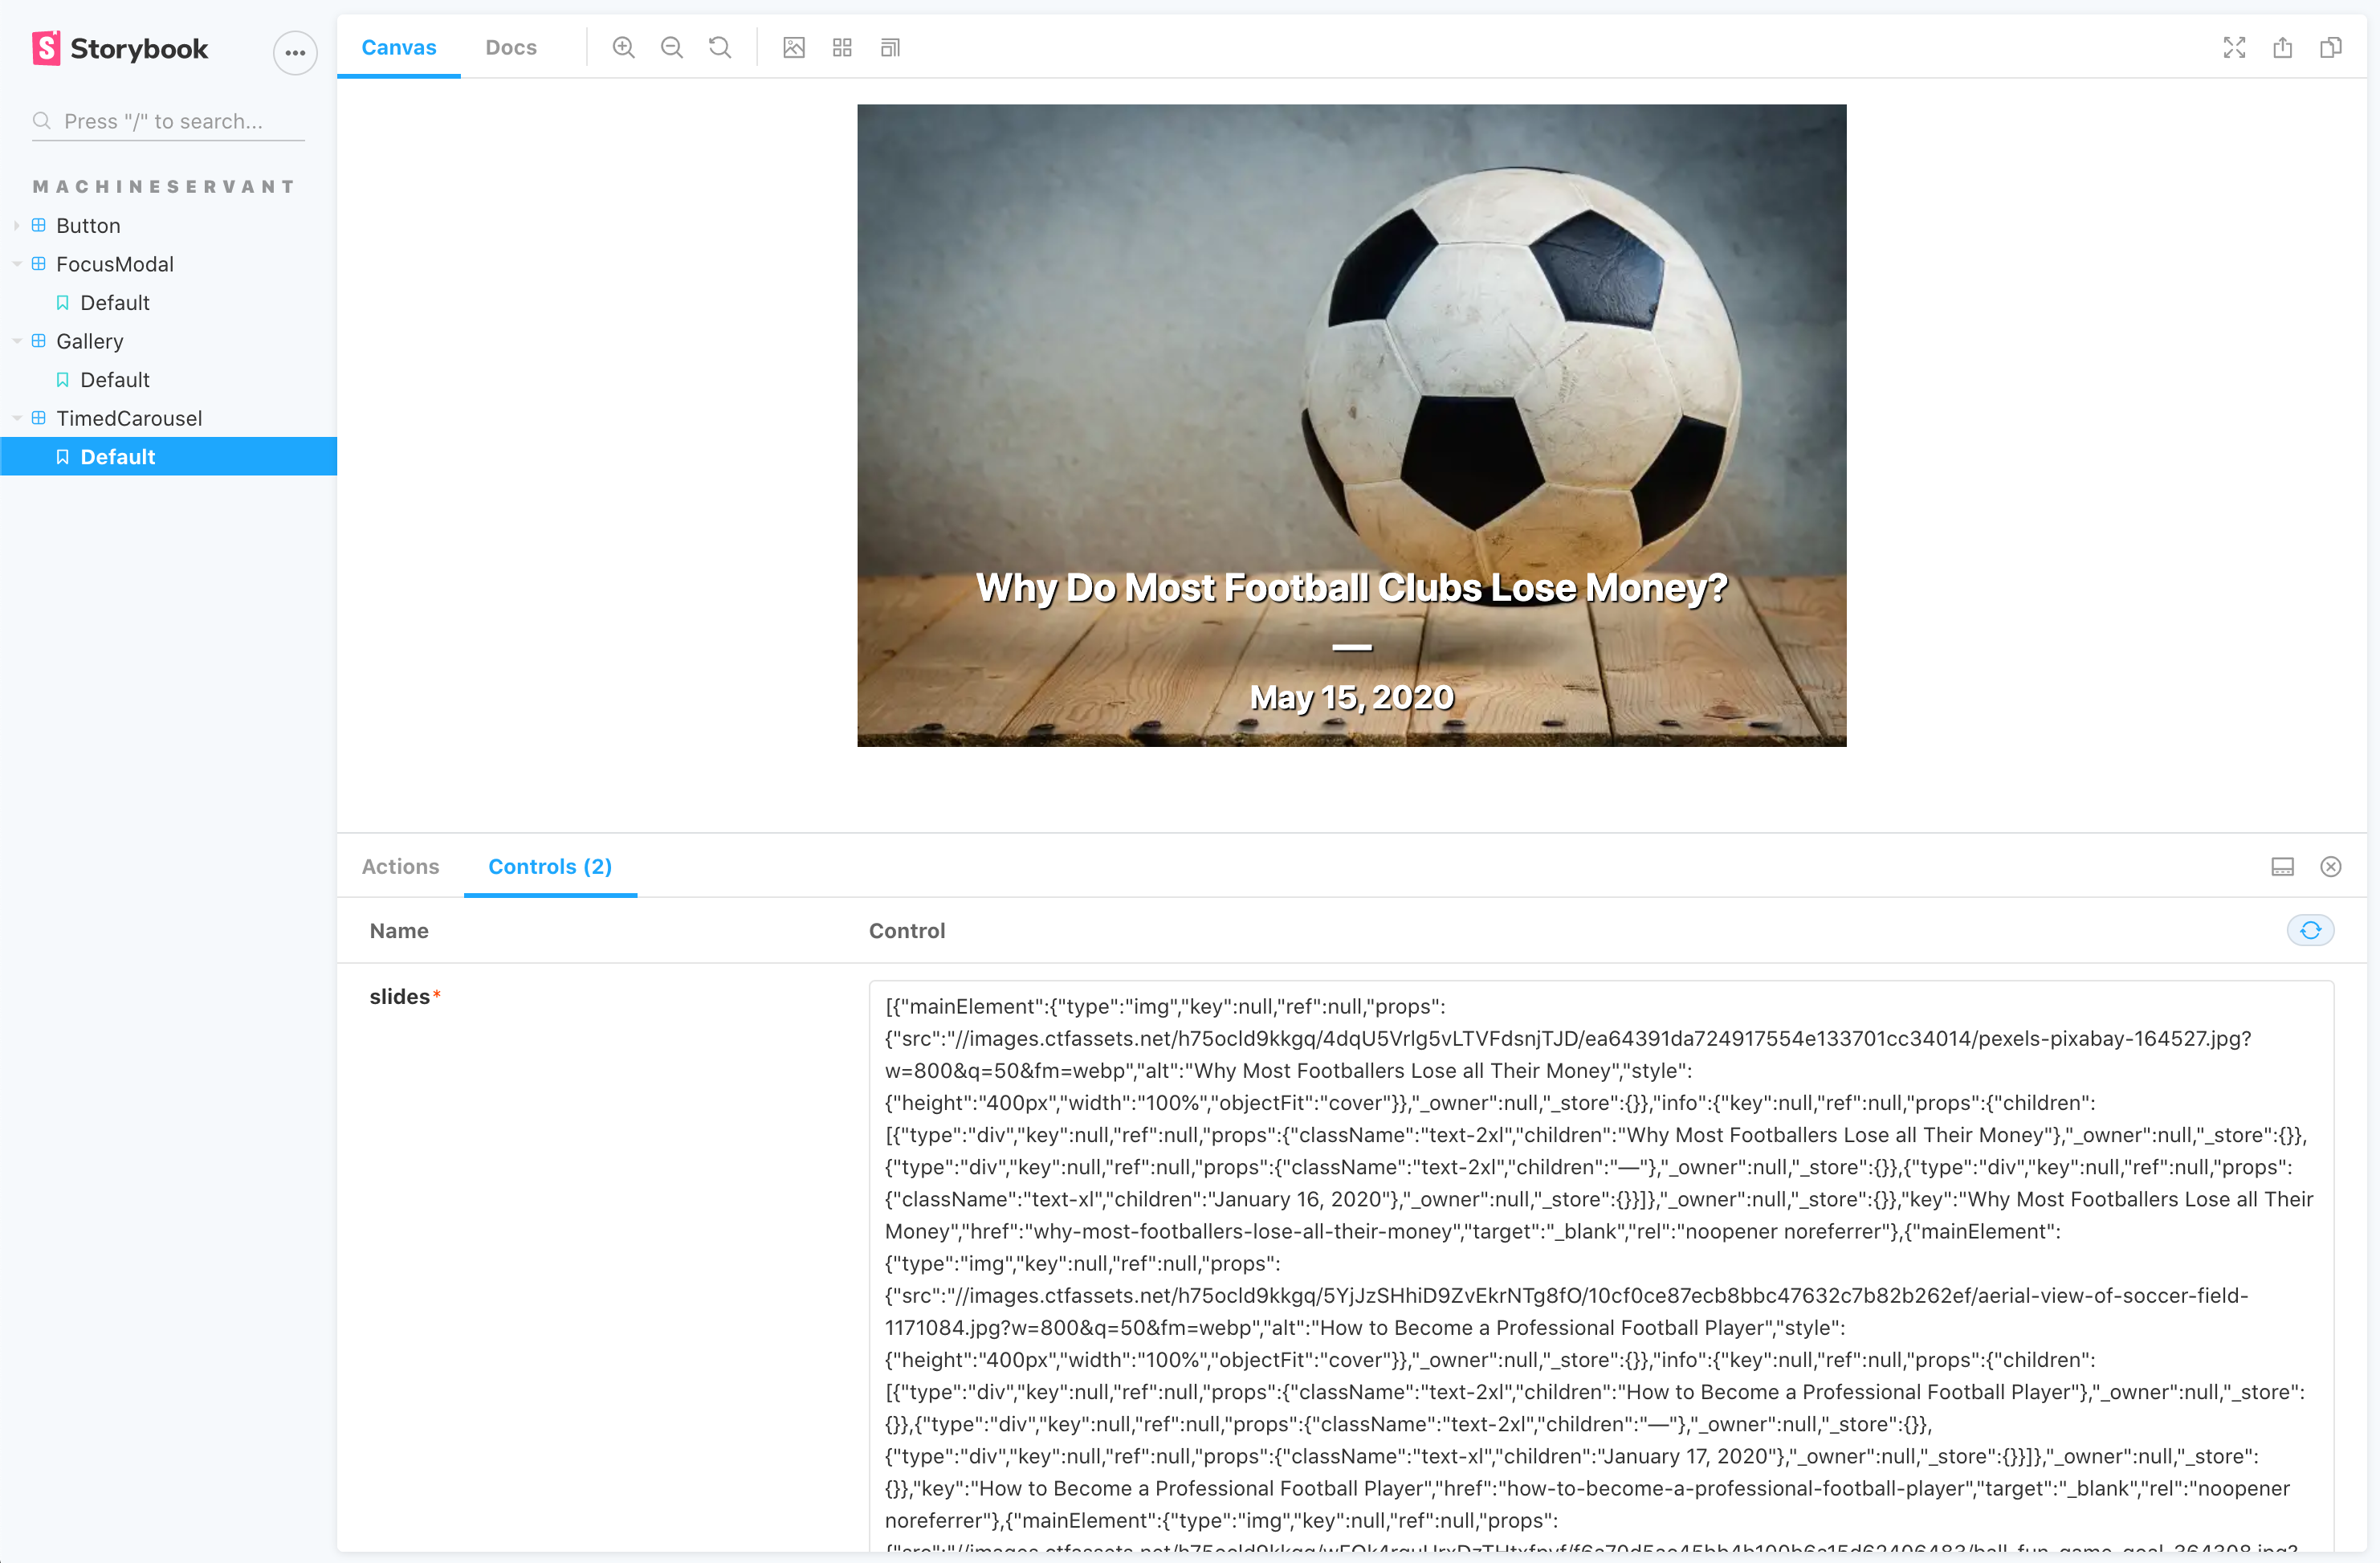 Storybook
Press "/" to search...
MACHINESERVANT
Button
FocusModal
Default
Gallery
Default
TimedCarousel
Default
Canvas
Docs
Why Do Most Football Clubs Lose Money?
—
May 15, 2020
Actions
Controls (2)
Name
Control
slides*
[{"mainElement":{"type":"img","key":null,"ref":null,"props":
{"src":"//images.ctfassets.net/h75ocld9kkgq/4dqU5Vrlg5vLTVFdsnjTJD/ea64391da724917554e133701cc34014/pexels-pixabay-164527.jpg?
w=800&q=50&fm=webp","alt":"Why Most Footballers Lose all Their Money","style":
{"height":"400px","width":"100%","objectFit":"cover"}},"_owner":null,"_store":{}},"info":{"key":null,"ref":null,"props":{"children":
[{"type":"div","key":null,"ref":null,"props":{"className":"text-2xl","children":"Why Most Footballers Lose all Their Money"},"_owner":null,"_store":{}},
{"type":"div","key":null,"ref":null,"props":{"className":"text-2xl","children":"—"},"_owner":null,"_store":{}},{"type":"div","key":null,"ref":null,"props":
{"className":"text-xl","children":"January 16, 2020"},"_owner":null,"_store":{}}]},"_owner":null,"_store":{}},"key":"Why Most Footballers Lose all Their
Money","href":"why-most-footballers-lose-all-their-money","target":"_blank","rel":"noopener noreferrer"},{"mainElement":
{"type":"img","key":null,"ref":null,"props":
{"src":"//images.ctfassets.net/h75ocld9kkgq/5YjJzSHhiD9ZvEkrNTg8fO/10cf0ce87ecb8bbc47632c7b82b262ef/aerial-view-of-soccer-field-
1171084.jpg?w=800&q=50&fm=webp","alt":"How to Become a Professional Football Player","style":
{"height":"400px","width":"100%","objectFit":"cover"}},"_owner":null,"_store":{}},"info":{"key":null,"ref":null,"props":{"children":
[{"type":"div","key":null,"ref":null,"props":{"className":"text-2xl","children":"How to Become a Professional Football Player"},"_owner":null,"_store":
{}},{"type":"div","key":null,"ref":null,"props":{"className":"text-2xl","children":"—"},"_owner":null,"_store":{}},
{"type":"div","key":null,"ref":null,"props":{"className":"text-xl","children":"January 17, 2020"},"_owner":null,"_store":{}}]},"_owner":null,"_store":
{}},"key":"How to Become a Professional Football Player","href":"how-to-become-a-professional-football-player","target":"_blank","rel":"noopener
noreferrer"},{"mainElement":{"type":"img","key":null,"ref":null,"props":